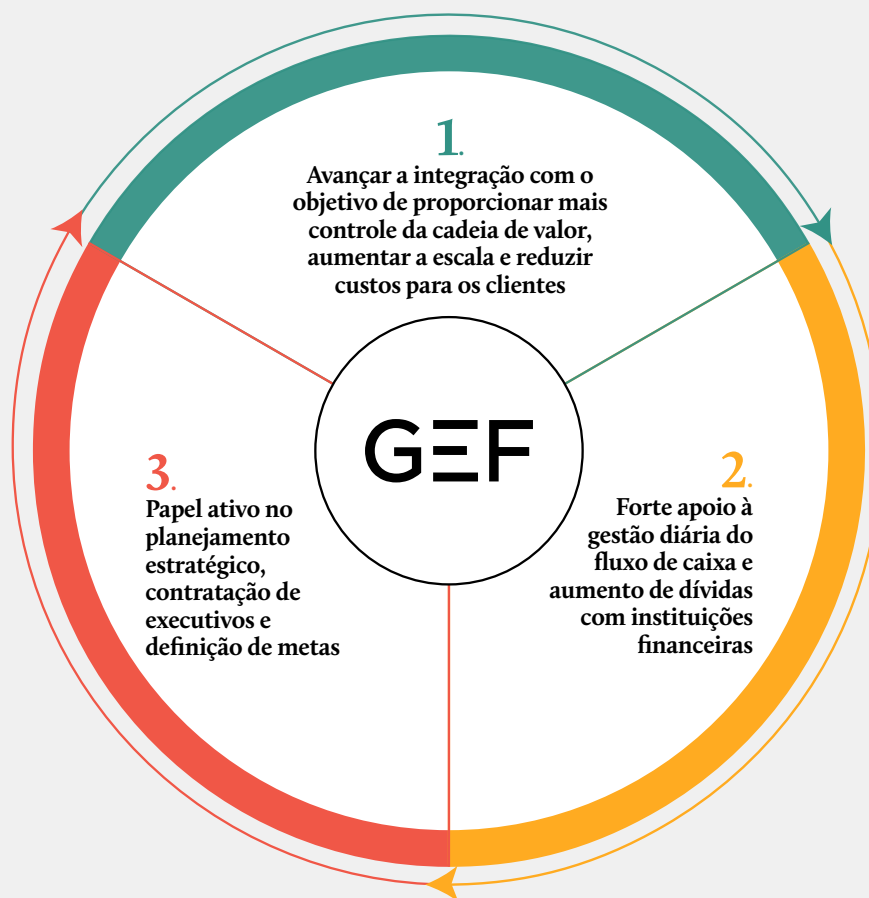 1.
Avançar a integração com o
objetivo de proporcionar mais
controle da cadeia de valor,
aumentar a escala e reduzir
custos para os clientes
GEF
2.
Forte apoio à
gestão diária do
fluxo de caixa e
aumento de dívidas
com instituições
financeiras
3.
Papel ativo no
planejamento
estratégico,
contratação de
executivos e
definição de metas